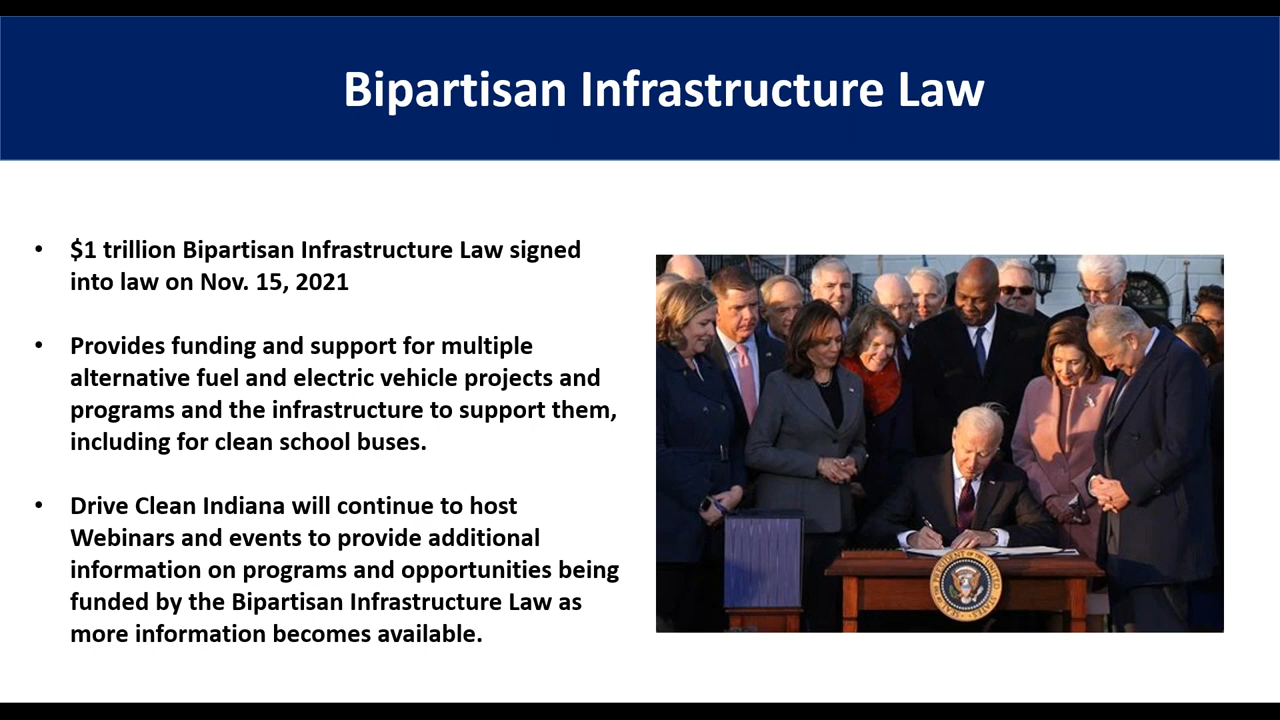 Bipartisan Infrastructure Law
• $1 trillion Bipartisan Infrastructure Law signed
into law on Nov. 15, 2021
• Provides funding and support for multiple
alternative fuel and electric vehicle projects and
programs and the infrastructure to support them,
including for clean school buses.
• Drive Clean Indiana will continue to host
Webinars and events to provide additional
information on programs and opportunities being
funded by the Bipartisan Infrastructure Law as
more information becomes available.